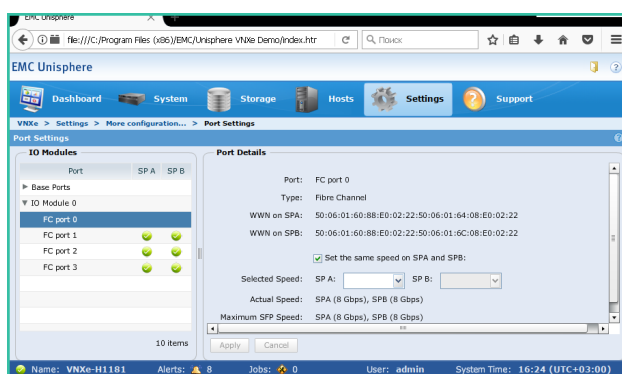 EMC Unisphere
file:///C:/Program Files (x86)/EMC/Unisphere VNXe Demo/index.htr
Поиск
EMC Unisphere
Dashboard System Storage Hosts Settings Support
VNXe > Settings > More configuration... > Port Settings
Port Settings
IO Modules
Port SP A SP B
Base Ports
IO Module 0
FC port 0
FC port 1
FC port 2
FC port 3
10 items
Port Details
Port: FC port 0
Type: Fibre Channel
WWN on SPA: 50:06:01:60:88:E0:02:22:50:06:01:64:08:E0:02:22
WWN on SPB: 50:06:01:60:88:E0:02:22:50:06:01:6C:08:E0:02:22
Set the same speed on SPA and SPB:
Selected Speed: SP A: SP B:
Actual Speed: SPA (8 Gbps), SPB (8 Gbps)
Maximum SFP Speed: SPA (8 Gbps), SPB (8 Gbps)
Apply Cancel
Name: VNXe-H1181 Alerts: 8 Jobs: 0 User: admin System Time: 16:24 (UTC+03:00)